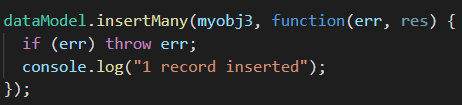 dataModel.insertMany(myobj3, function(err, res) {
  if (err) throw err;
  console.log("1 record inserted");
});